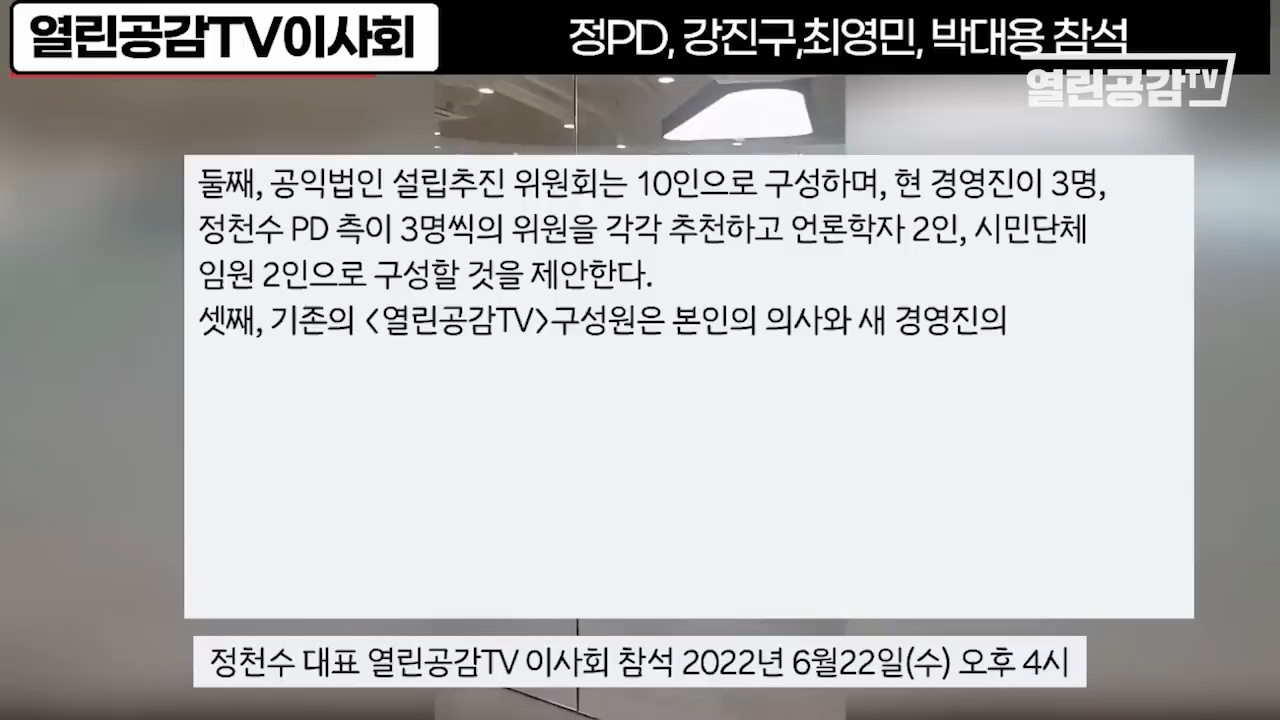 열린공감TV이사회
정PD, 강진구,최영민, 박대용 참석
열린공감TV
둘째, 공익법인 설립추진 위원회는 10인으로 구성하며, 현 경영진이 3명,
정천수 PD 측이 3명씩의 위원을 각각 추천하고 언론학자 2인, 시민단체
임원 2인으로 구성할 것을 제안한다.
셋째, 기존의 <열린공감TV>구성원은 본인의 의사와 새 경영진의
정천수 대표 열린공감TV 이사회 참석 2022년 6월22일(수) 오후 4시